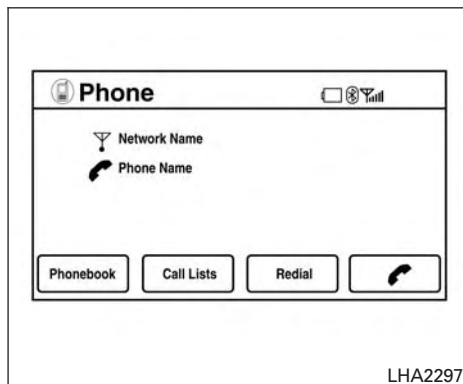 Phone
Network Name
Phone Name
Phonebook Call Lists Redial
LHA2297